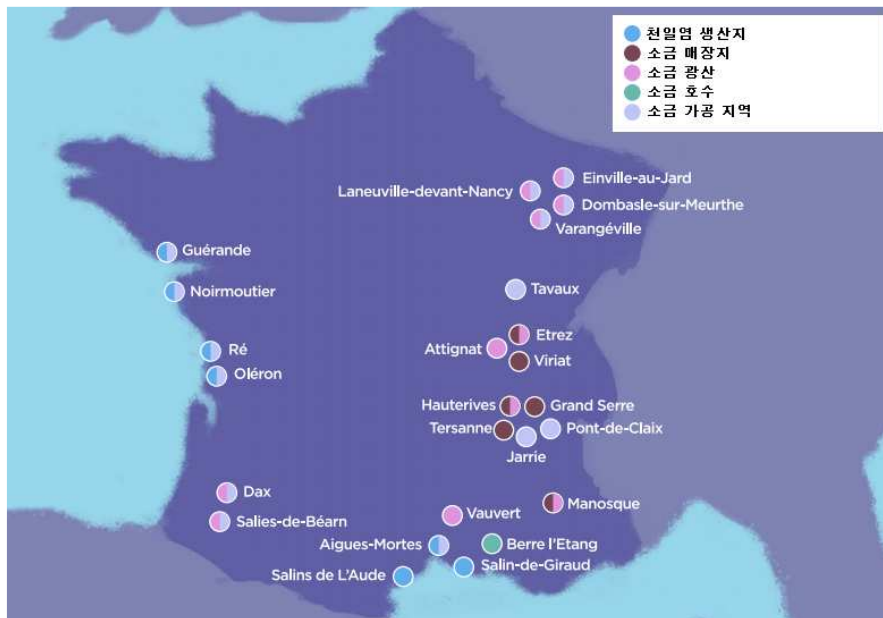 천일염 생산지
소금 매장지
소금 광산
소금 호수
소금 가공 지역
Einville-au-Jard
Laneuville-devant-Nancy
Dombasle-sur-Meurthe
Varangéville
Guérande
Noirmoutier
Tavaux
Etrez
Attignat
Viriat
Ré
Oléron
Hauterives
Grand Serre
Tersanne
Pont-de-Claix
Jarrie
Dax
Manosque
Vauvert
Salies-de-Béarn
Aigues-Mortes
Berre l'Etang
Salin-de-Giraud
Salins de L'Aude